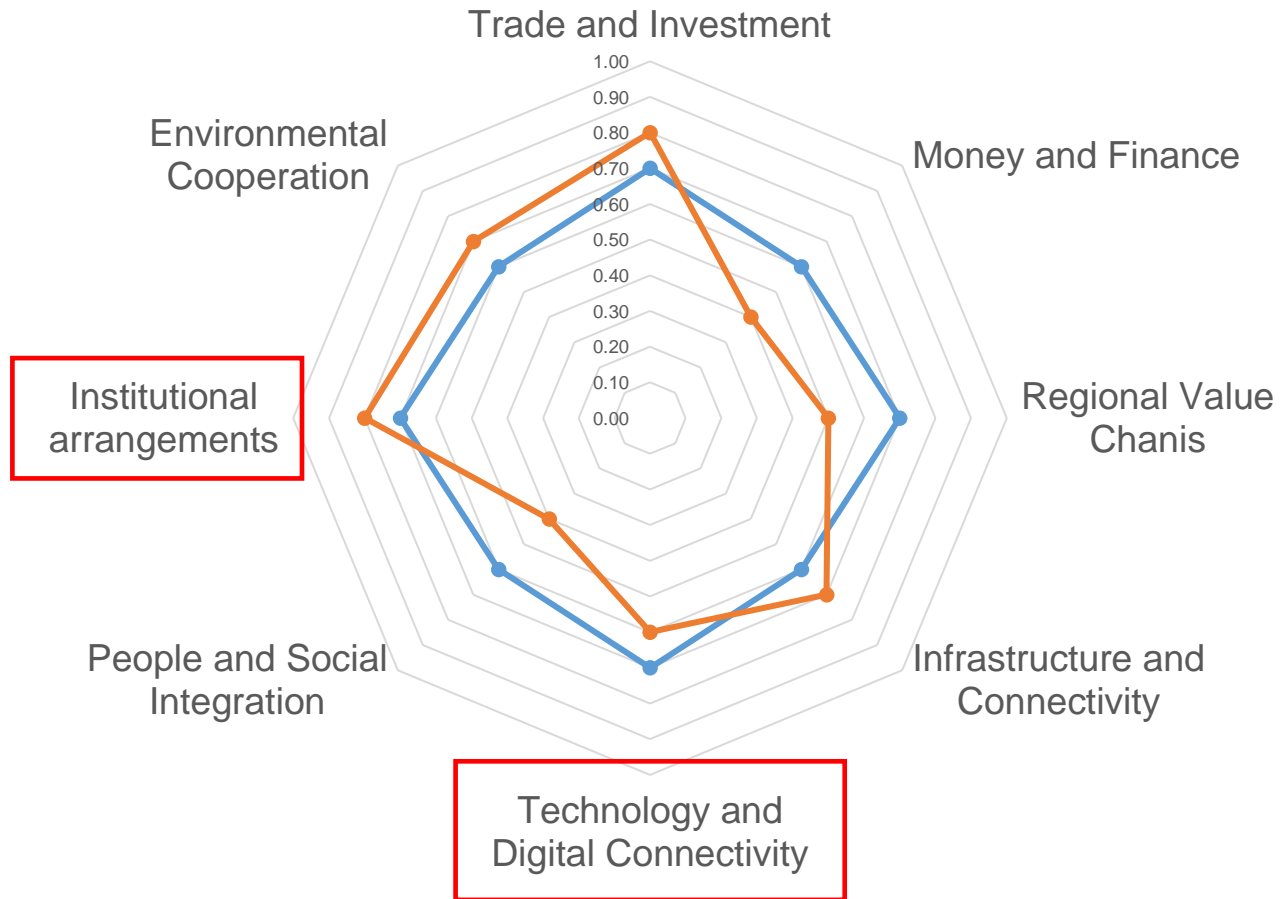 Trade and Investment
1.00
0.90
0.80
0.70
0.60
0.50
0.40
0.30
0.20
0.10
0.00
Money and Finance
Regional Value
Chanis
Infrastructure and
Connectivity
Technology and
Digital Connectivity
People and Social
Integration
Institutional
arrangements
Environmental
Cooperation